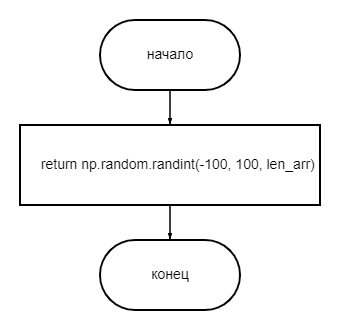 начало
return np.random.randint(-100, 100, len_arr)
конец